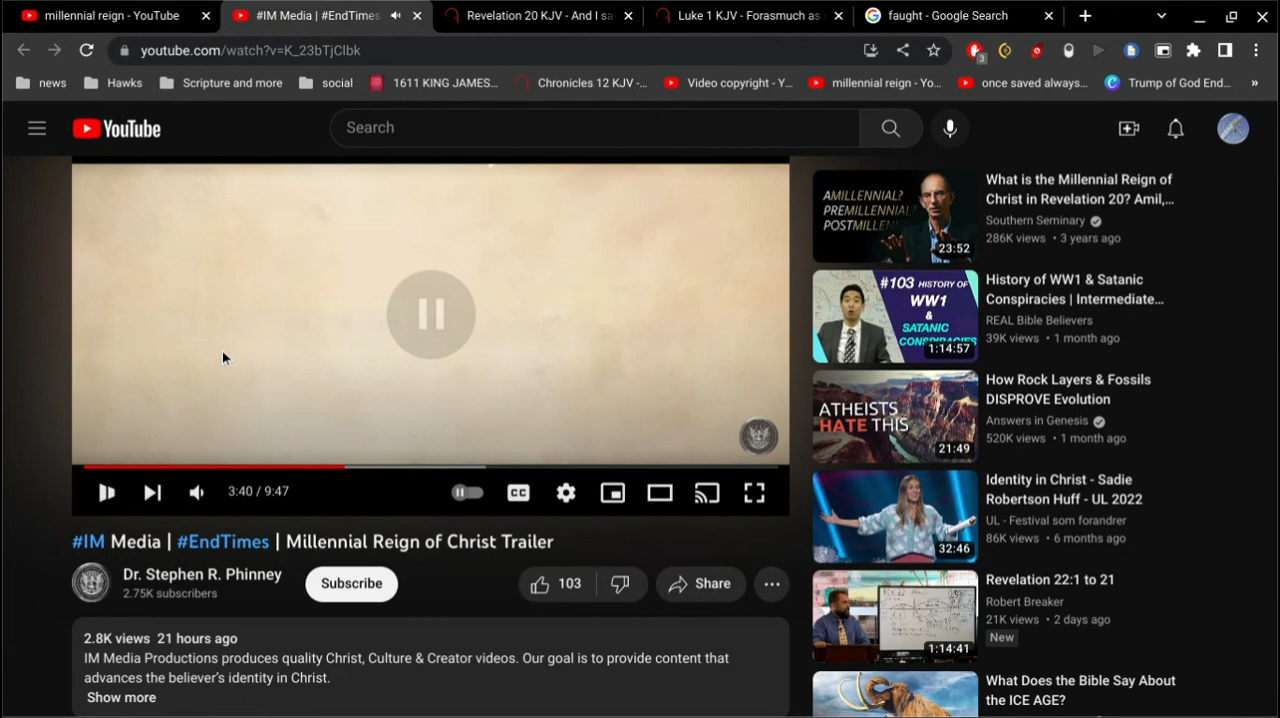 millennial reign - YouTube
#IM Media | #EndTimes
Revelation 20 KJV - And I sa
Luke 1 KJV - Forasmuch as
faught - Google Search
youtube.com/watch?v=K_23bTjClbk
3
news
Hawks
Scripture and more
social
1611 KING JAMES...
Chronicles 12 KJV -...
Video copyright - Y...
millennial reign - Yo...
once saved always...
Trump of God End...
»
YouTube
Search
3:40 / 9:47
CC
#IM Media | #EndTimes | Millennial Reign of Christ Trailer
Dr. Stephen R. Phinney
2.75K subscribers
Subscribe
103
Share
2.8K views 21 hours ago
IM Media Productions produces quality Christ, Culture & Creator videos. Our goal is to provide content that
advances the believer's identity in Christ.
Show more
AMILLENNIAL?
PREMILLENNIAL?
POSTMILLEN
23:52
What is the Millennial Reign of
Christ in Revelation 20? Amil,...
Southern Seminary
286K views • 3 years ago
#103 HISTORY OF
WW1
&
SATANIC
CONSPIRACIES
1:14:57
History of WW1 & Satanic
Conspiracies | Intermediate...
REAL Bible Believers
39K views • 1 month ago
ATHEISTS
HATE THIS
21:49
How Rock Layers & Fossils
DISPROVE Evolution
Answers in Genesis
520K views • 1 month ago
32:46
Identity in Christ - Sadie
Robertson Huff - UL 2022
UL - Festival som forandrer
86K views • 6 months ago
1:14:41
Revelation 22:1 to 21
Robert Breaker
21K views • 2 days ago
New
What Does the Bible Say About
the ICE AGE?